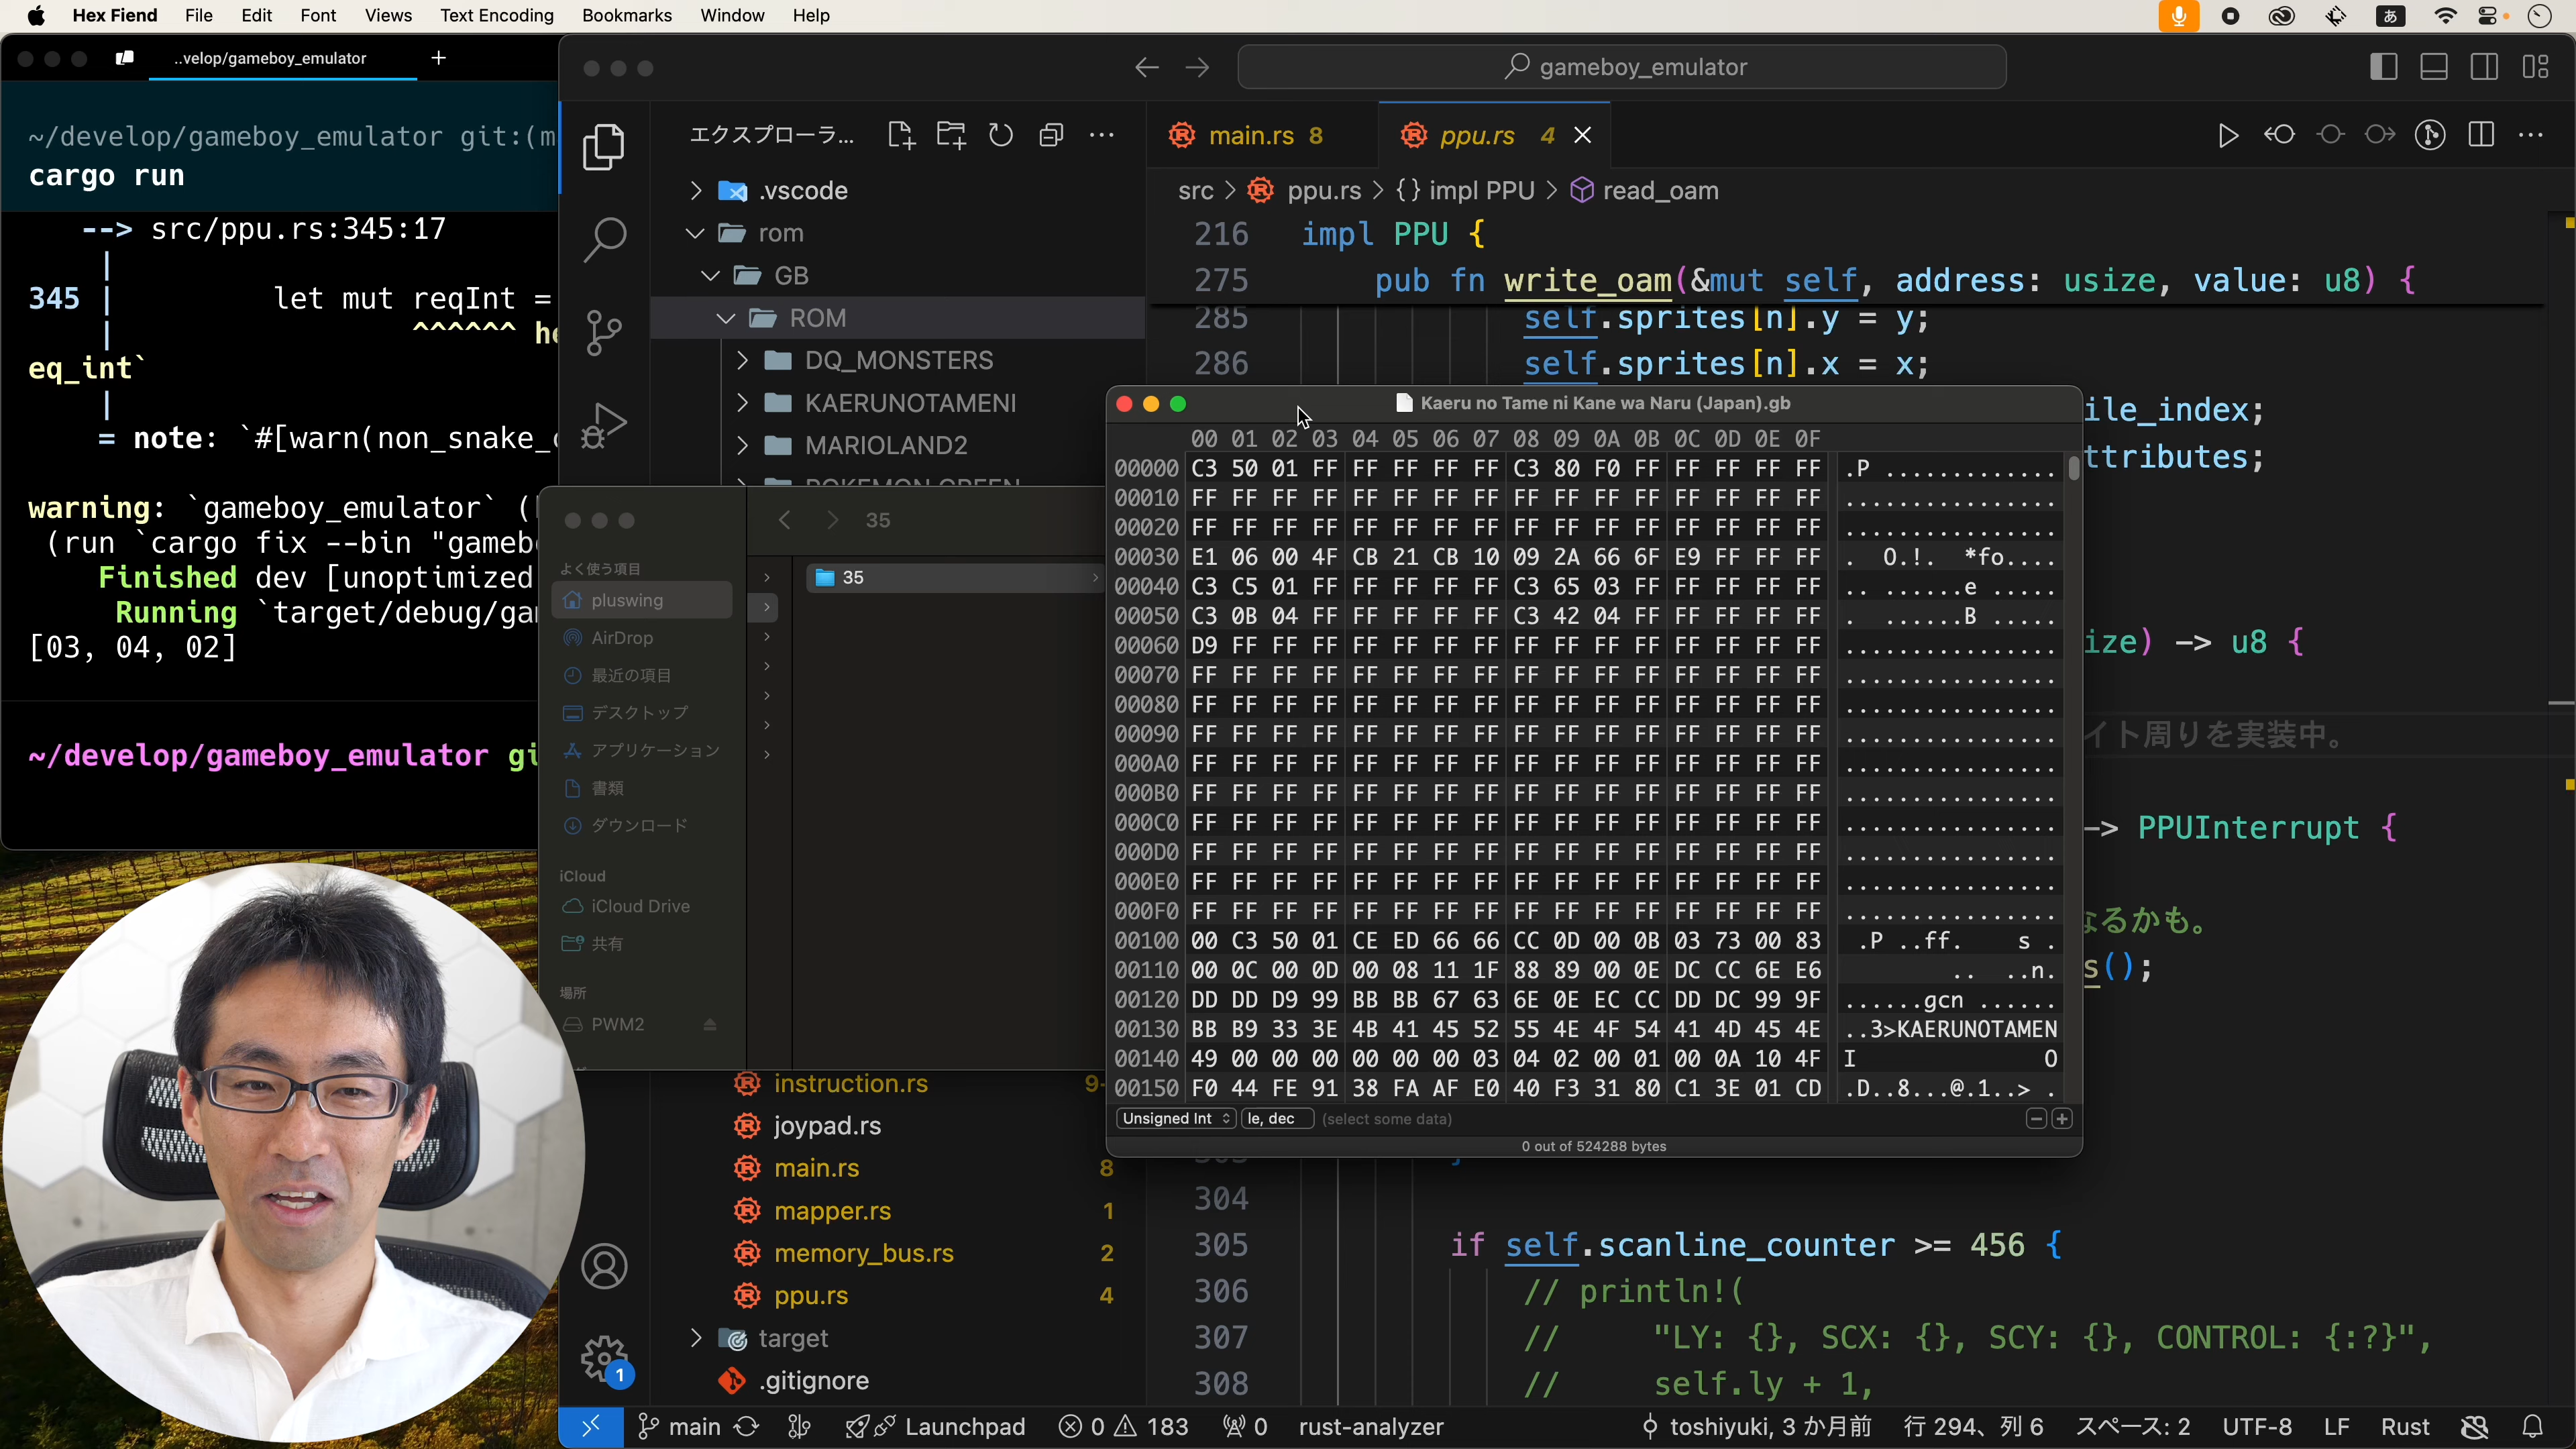 Hex Fiend File Edit Font Views Text Encoding Bookmarks Window Help
あ
..velop/gameboy_emulator
~/develop/gameboy_emulator git:(m
cargo run
--> src/ppu.rs:345:17
|
345 | let mut reqInt =
| ^^^^^^ he
eq_int`
|
= note: `#[warn(non_snake_c
warning: `gameboy_emulator` (
(run `cargo fix --bin "gameb
Finished dev [unoptimized
Running `target/debug/gam
[03, 04, 02]
~/develop/gameboy_emulator gi
gameboy_emulator
エクスプローラ...
.vscode
rom
GB
ROM
DQ_MONSTERS
KAERUNOTAMENI
MARIOLAND2
POKEMON GREEN
instruction.rs 9+
joypad.rs
main.rs 8
mapper.rs 1
memory_bus.rs 2
ppu.rs 4
target
.gitignore
1
35
よく使う項目
pluswing
AirDrop
最近の項目
デスクトップ
アプリケーション
書類
ダウンロード
iCloud
iCloud Drive
共有
場所
PWM2
35
main.rs 8
ppu.rs 4
src > ppu.rs > {} impl PPU > read_oam
216 impl PPU {
275 pub fn write_oam(&mut self, address: usize, value: u8) {
285 self.sprites[n].y = y;
286 self.sprites[n].x = x;
ile_index;
ttributes;
ize) -> u8 {
イト周りを実装中。
-> PPUInterrupt {
なるかも。
s();
304
305 if self.scanline_counter >= 456 {
306 // println!(
307 // "LY: {}, SCX: {}, SCY: {}, CONTROL: {:?}",
308 // self.ly + 1,
Kaeru no Tame ni Kane wa Naru (Japan).gb
00 01 02 03 04 05 06 07 08 09 0A 0B 0C 0D 0E 0F
00000 C3 50 01 FF FF FF FF FF C3 80 F0 FF FF FF FF FF .P .............
00010 FF FF FF FF FF FF FF FF FF FF FF FF FF FF FF FF ................
00020 FF FF FF FF FF FF FF FF FF FF FF FF FF FF FF FF ................
00030 E1 06 00 4F CB 21 CB 10 09 2A 66 6F E9 FF FF FF . O.!. *fo....
00040 C3 C5 01 FF FF FF FF FF C3 65 03 FF FF FF FF FF .. ......e .....
00050 C3 0B 04 FF FF FF FF FF C3 42 04 FF FF FF FF FF . ......B .....
00060 D9 FF FF FF FF FF FF FF FF FF FF FF FF FF FF FF ................
00070 FF FF FF FF FF FF FF FF FF FF FF FF FF FF FF FF ................
00080 FF FF FF FF FF FF FF FF FF FF FF FF FF FF FF FF ................
00090 FF FF FF FF FF FF FF FF FF FF FF FF FF FF FF FF ................
000A0 FF FF FF FF FF FF FF FF FF FF FF FF FF FF FF FF ................
000B0 FF FF FF FF FF FF FF FF FF FF FF FF FF FF FF FF ................
000C0 FF FF FF FF FF FF FF FF FF FF FF FF FF FF FF FF ................
000D0 FF FF FF FF FF FF FF FF FF FF FF FF FF FF FF FF ................
000E0 FF FF FF FF FF FF FF FF FF FF FF FF FF FF FF FF ................
000F0 FF FF FF FF FF FF FF FF FF FF FF FF FF FF FF FF ................
00100 00 C3 50 01 CE ED 66 66 CC 0D 00 0B 03 73 00 83 .P ..ff. s .
00110 00 0C 00 0D 00 08 11 1F 88 89 00 0E DC CC 6E E6 .. ..n.
00120 DD DD D9 99 BB BB 67 63 6E 0E EC CC DD DC 99 9F ......gcn ......
00130 BB B9 33 3E 4B 41 45 52 55 4E 4F 54 41 4D 45 4E ..3>KAERUNOTAMEN
00140 49 00 00 00 00 00 00 03 04 02 00 01 00 0A 10 4F I O
00150 F0 44 FE 91 38 FA AF E0 40 F3 31 80 C1 3E 01 CD .D..8...@.1..> .
Unsigned Int le, dec (select some data)
0 out of 524288 bytes
main Launchpad 0 183 0 rust-analyzer toshiyuki, 3 か月前 行 294、列 6 スペース: 2 UTF-8 LF Rust